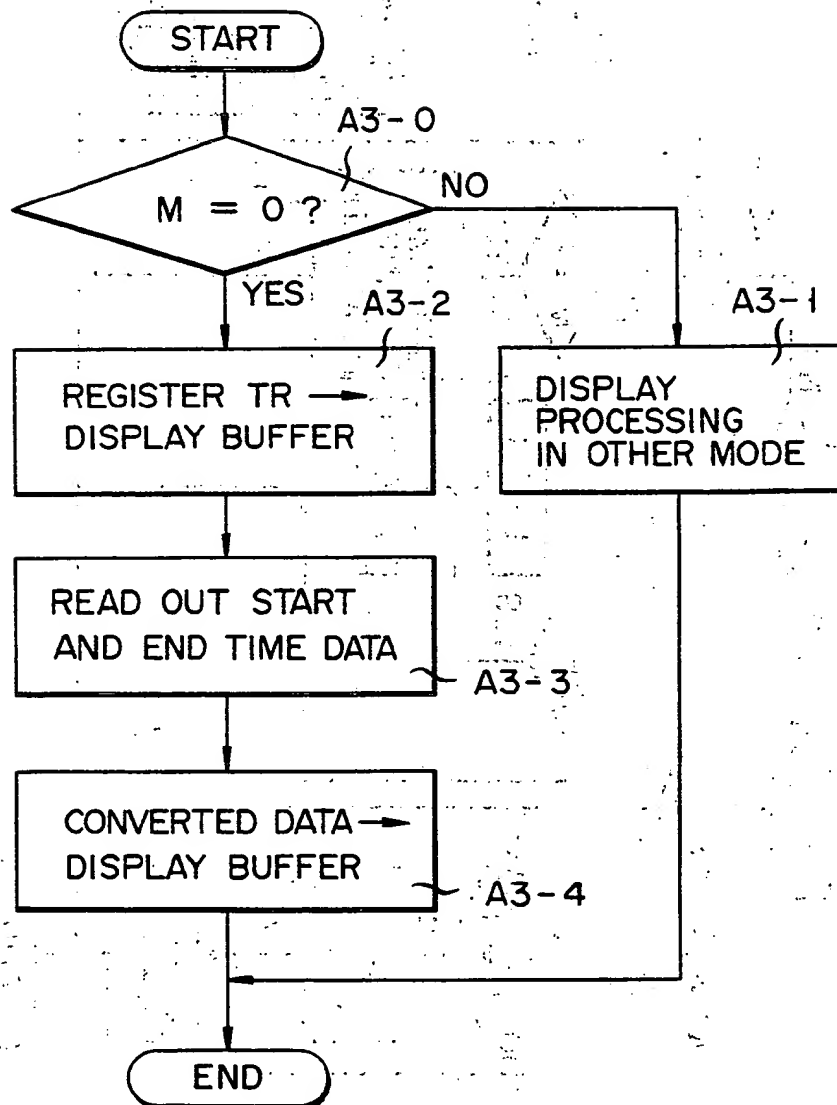 START
A3-0
M = 0 ?
NO
YES
A3-2
A3-1
REGISTER TR →
DISPLAY BUFFER
DISPLAY
PROCESSING
IN OTHER MODE
READ OUT START
AND END TIME DATA
A3-3
CONVERTED DATA →
DISPLAY BUFFER
A3-4
END